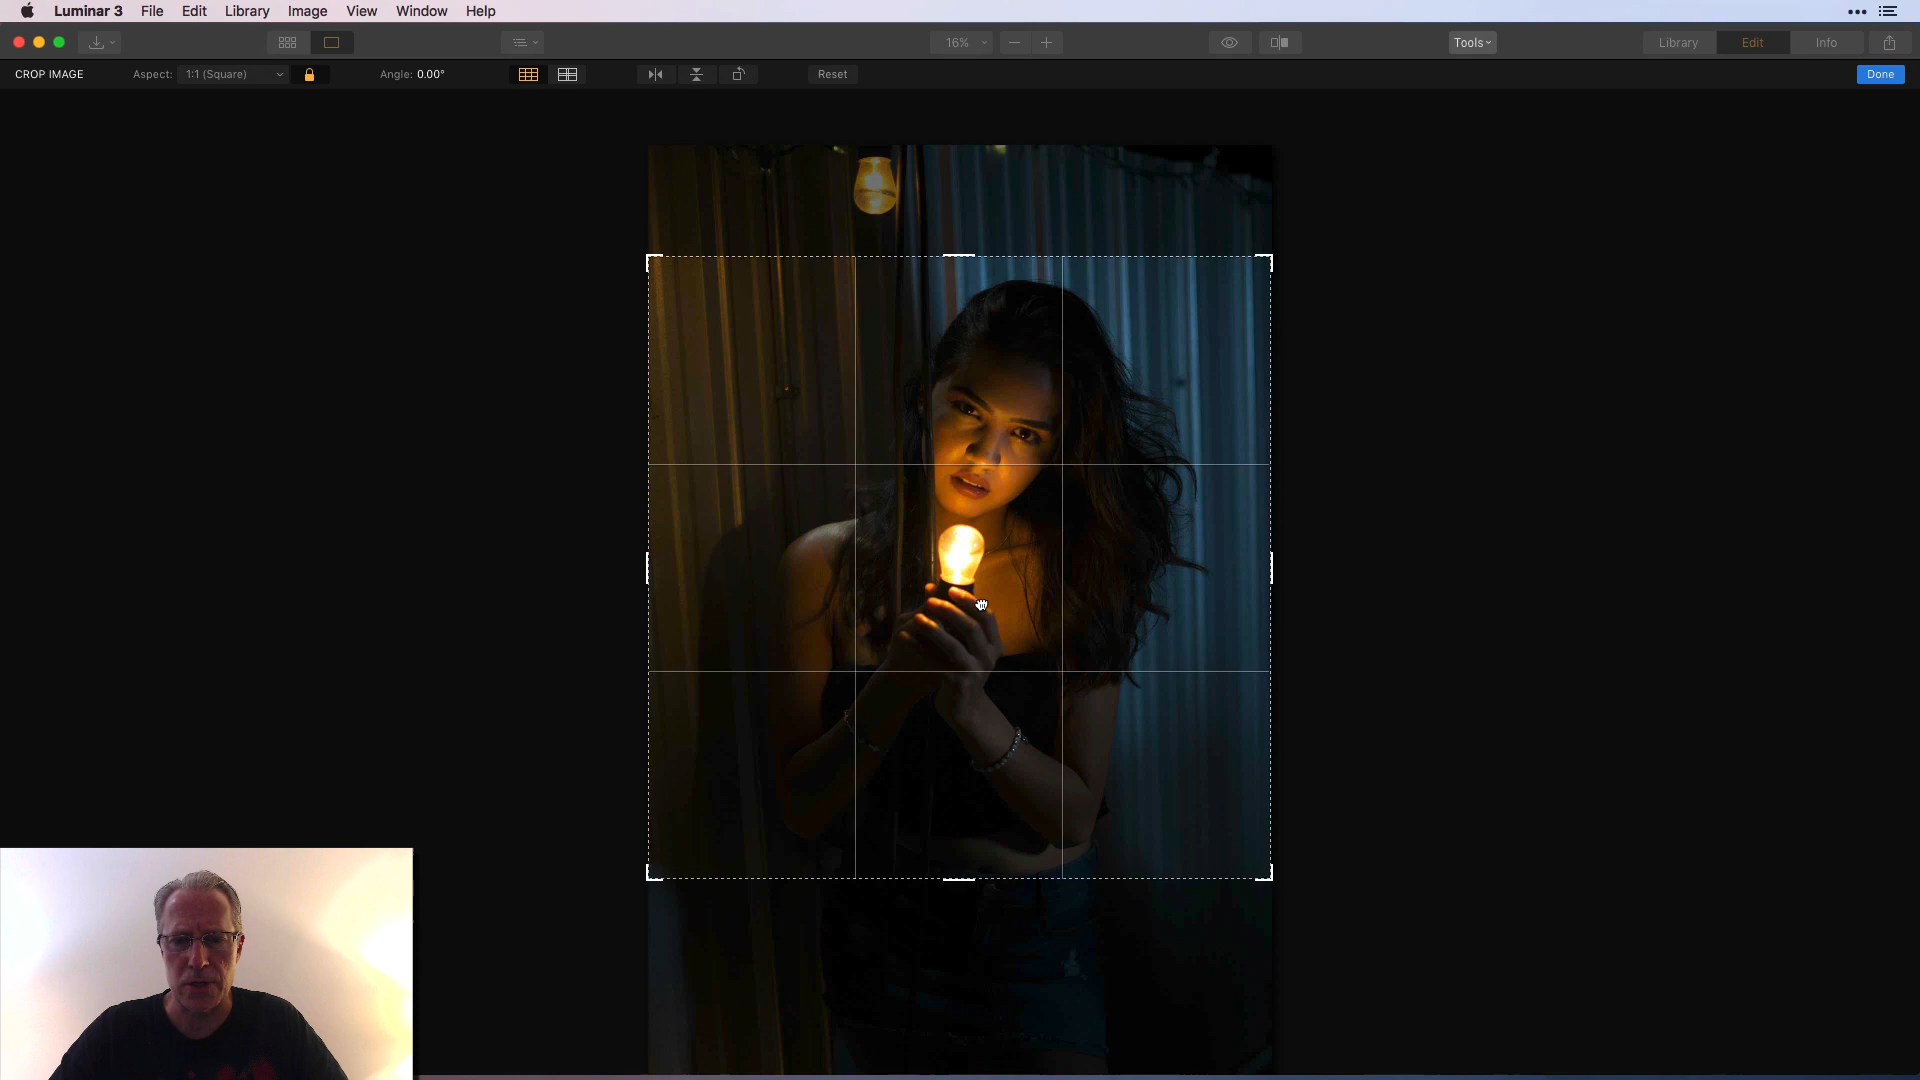 Luminar 3 File Edit Library Image View Window Help
16% Tools Library Edit Info
CROP IMAGE Aspect: 1:1 (Square) Angle: 0.00° Reset Done